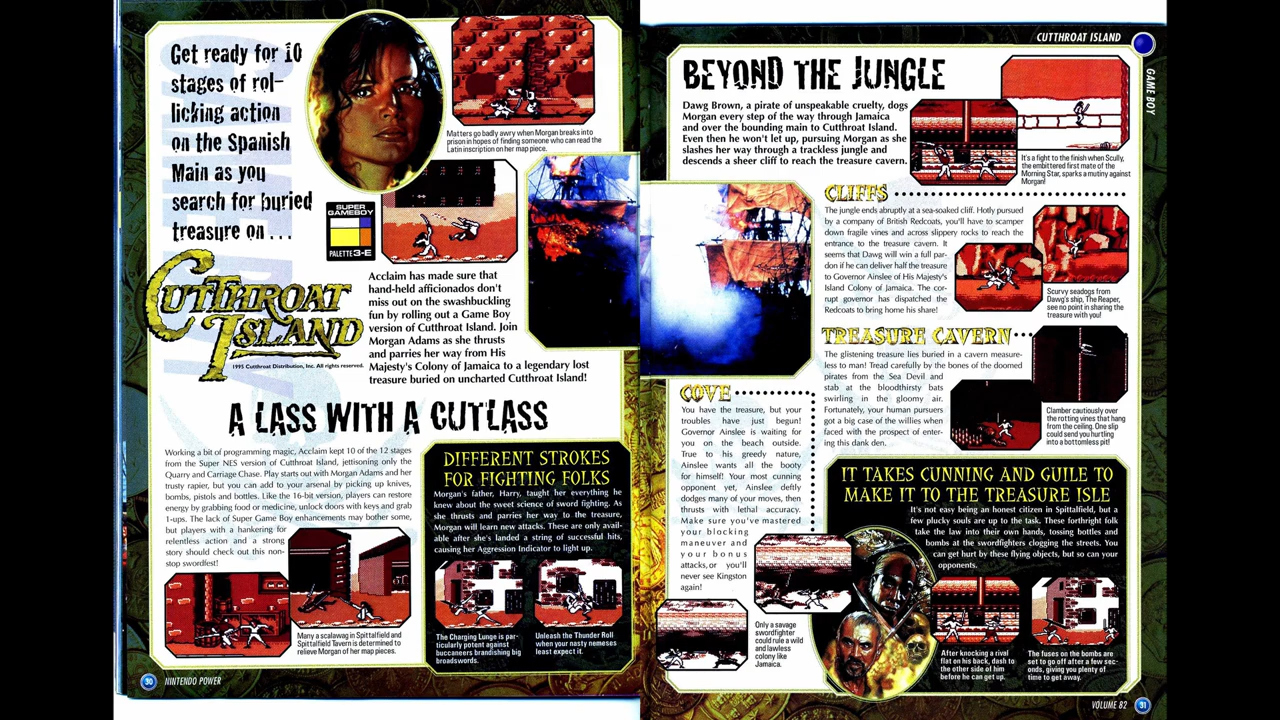 Get ready for 10
stages of rol-
licking action
on the Spanish
Main as you
search for buried
treasure on . . .
SUPER
GAMEBOY
PALETTE 3-E
CUTTHROAT
ISLAND
1995 Cutthroat Distribution, Inc. All rights reserved.
Matters go badly awry when Morgan breaks into
prison in hopes of finding someone who can read the
Latin inscription on her map piece.
Acclaim has made sure that
hand-held afficionados don't
miss out on the swashbuckling
fun by rolling out a Game Boy
version of Cutthroat Island. Join
Morgan Adams as she thrusts
and parries her way from His
Majesty's Colony of Jamaica to a legendary lost
treasure buried on uncharted Cutthroat Island!
A LASS WITH A CUTLASS
Working a bit of programming magic, Acclaim kept 10 of the 12 stages
from the Super NES version of Cutthroat Island, jettisoning only the
Quarry and Carriage Chase. Play starts out with Morgan Adams and her
trusty rapier, but you can add to your arsenal by picking up knives,
bombs, pistols and bottles. Like the 16-bit version, players can restore
energy by grabbing food or medicine, unlock doors with keys and grab
1-ups. The lack of Super Game Boy enhancements may bother some,
but players with a hankering for
relentless action and a strong
story should check out this non-
stop swordfest!
Many a scalawag in Spittalfield and
Spittalfield Tavern is determined to
relieve Morgan of her map pieces.
DIFFERENT STROKES
FOR FIGHTING FOLKS
Morgan's father, Harry, taught her everything he
knew about the sweet science of sword fighting. As
she thrusts and parries her way to the treasure,
Morgan will learn new attacks. These are only avail-
able after she's landed a string of successful hits,
causing her Aggression Indicator to light up.
The Charging Lunge is par-
ticularly potent against
buccaneers brandishing big
broadswords.
Unleash the Thunder Roll
when your nasty nemeses
least expect it.
30 NINTENDO POWER
CUTTHROAT ISLAND
GAME BOY
BEYOND THE JUNGLE
Dawg Brown, a pirate of unspeakable cruelty, dogs
Morgan every step of the way through Jamaica
and over the bounding main to Cutthroat Island.
Even then he won't let up, pursuing Morgan as she
slashes her way through a trackless jungle and
descends a sheer cliff to reach the treasure cavern.
It's a fight to the finish when Scully,
the embittered first mate of the
Morning Star, sparks a mutiny against
Morgan!
CLIFFS
The jungle ends abruptly at a sea-soaked cliff. Hotly pursued
by a company of British Redcoats, you'll have to scamper
down fragile vines and across slippery rocks to reach the
entrance to the treasure cavern. It
seems that Dawg will win a full par-
don if he can deliver half the treasure
to Governor Ainslee of His Majesty's
Island Colony of Jamaica. The cor-
rupt governor has dispatched the
Redcoats to bring home his share!
Scurvy seadogs from
Dawg's ship, The Reaper,
see no point in sharing the
treasure with you!
TREASURE CAVERN
The glistening treasure lies buried in a cavern measure-
less to man! Tread carefully by the bones of the doomed
pirates from the Sea Devil and
stab at the bloodthirsty bats
swirling in the gloomy air.
Fortunately, your human pursuers
got a big case of the willies when
faced with the prospect of enter-
ing this dank den.
Clamber cautiously over
the rotting vines that hang
from the ceiling. One slip
could send you hurtling
into a bottomless pit!
COVE
You have the treasure, but your
troubles have just begun!
Governor Ainslee is waiting for
you on the beach outside.
True to his greedy nature,
Ainslee wants all the booty
for himself! Your most cunning
opponent yet, Ainslee deftly
dodges many of your moves, then
thrusts with lethal accuracy.
Make sure you've mastered
your blocking
maneuver and
your bonus
attacks, or you'll
never see Kingston
again!
Only a savage
swordfighter
could rule a wild
and lawless
colony like
Jamaica.
IT TAKES CUNNING AND GUILE TO
MAKE IT TO THE TREASURE ISLE
It's not easy being an honest citizen in Spittalfield, but a
few plucky souls are up to the task. These forthright folk
take the law into their own hands, tossing bottles and
bombs at the swordfighters clogging the streets. You
can get hurt by these flying objects, but so can your
opponents.
After knocking a rival
flat on his back, dash to
the other side of him
before he can get up.
The fuses on the bombs are
set to go off after a few sec-
onds, giving you plenty of
time to get away.
VOLUME 82 31